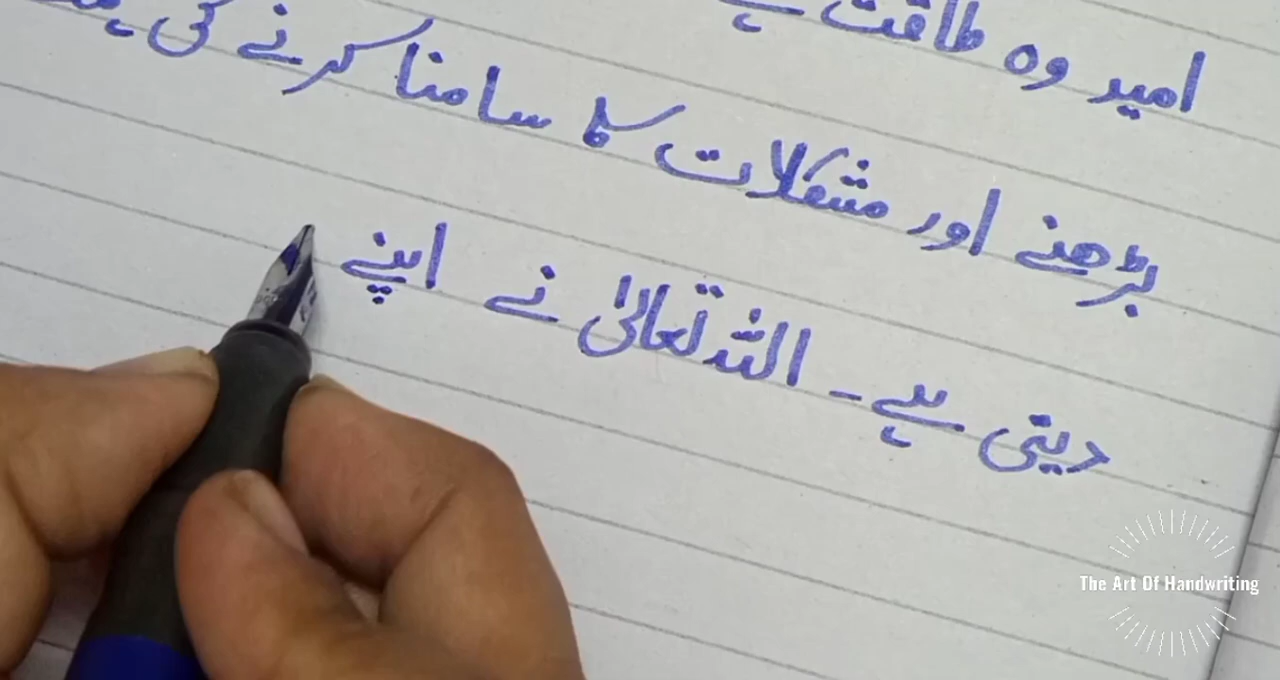 امید وہ طاقت ہے
بڑھنے اور مشکلات کا سامنا کرنے کی
دیتی ہے۔ اللہ تعالیٰ نے اپنے
The Art Of Handwriting